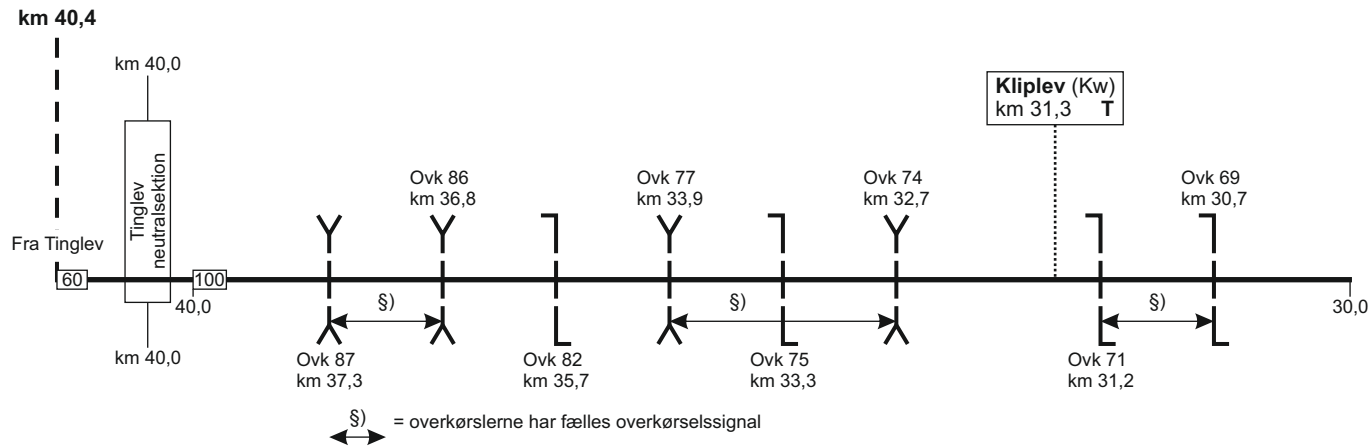 km 40,4
km 40,0
Kliplev (Kw)
km 31,3 T
Tinglev
neutralsektion
Ovk 86
km 36,8
Ovk 77
km 33,9
Ovk 74
km 32,7
Ovk 69
km 30,7
Fra Tinglev
60
100
40,0
30,0
§)
§)
§)
km 40,0
Ovk 87
km 37,3
Ovk 82
km 35,7
Ovk 75
km 33,3
Ovk 71
km 31,2
§) = overkørslerne har fælles overkørselssignal